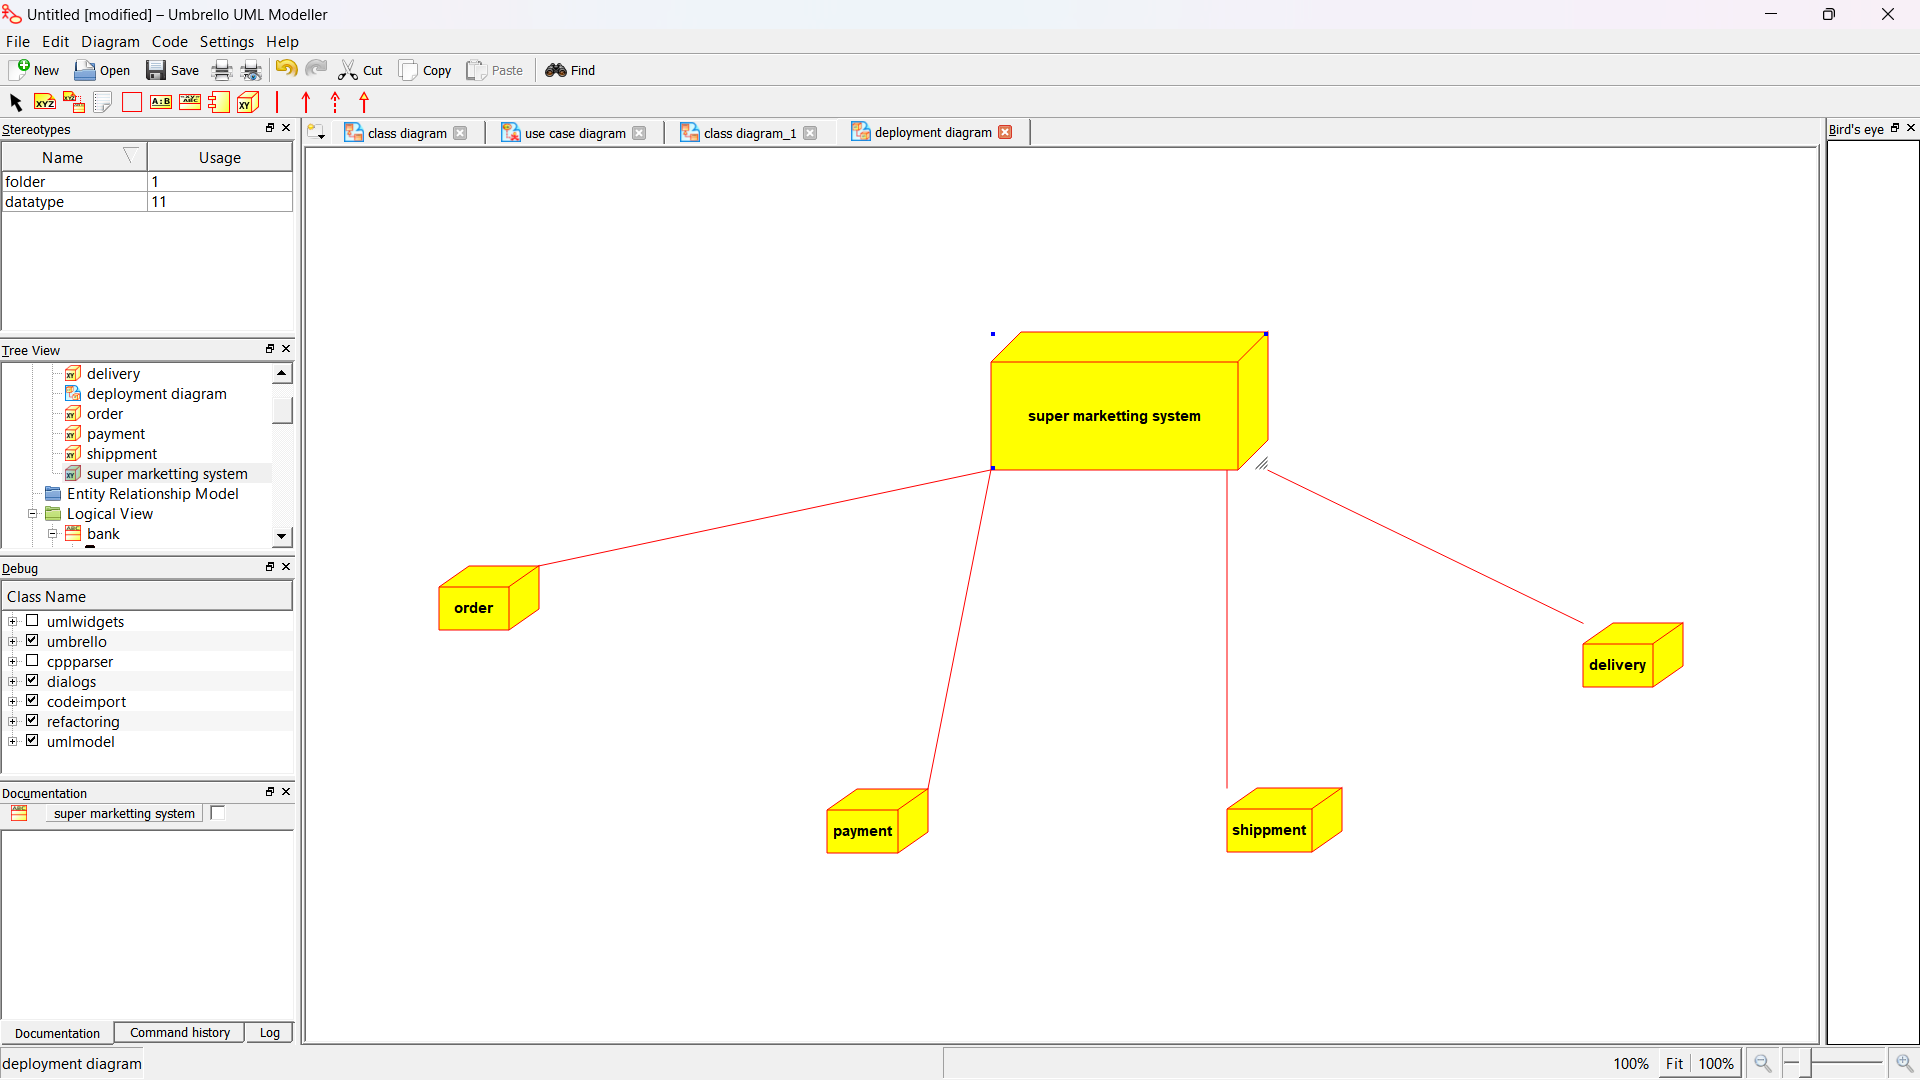 Untitled [modified] – Umbrello UML Modeller
File Edit Diagram Code Settings Help
New Open Save Cut Copy Paste Find
XYZ A:B ABC XY
Stereotypes
Name Usage
folder 1
datatype 11
Tree View
delivery
deployment diagram
order
payment
shippment
super marketting system
Entity Relationship Model
Logical View
bank
Debug
Class Name
umlwidgets
umbrello
cppparser
dialogs
codeimport
refactoring
umlmodel
Documentation
super marketting system
Documentation Command history Log
class diagram use case diagram class diagram_1 deployment diagram
super marketting system
order
delivery
payment
shippment
Bird's eye
deployment diagram
100% Fit 100%